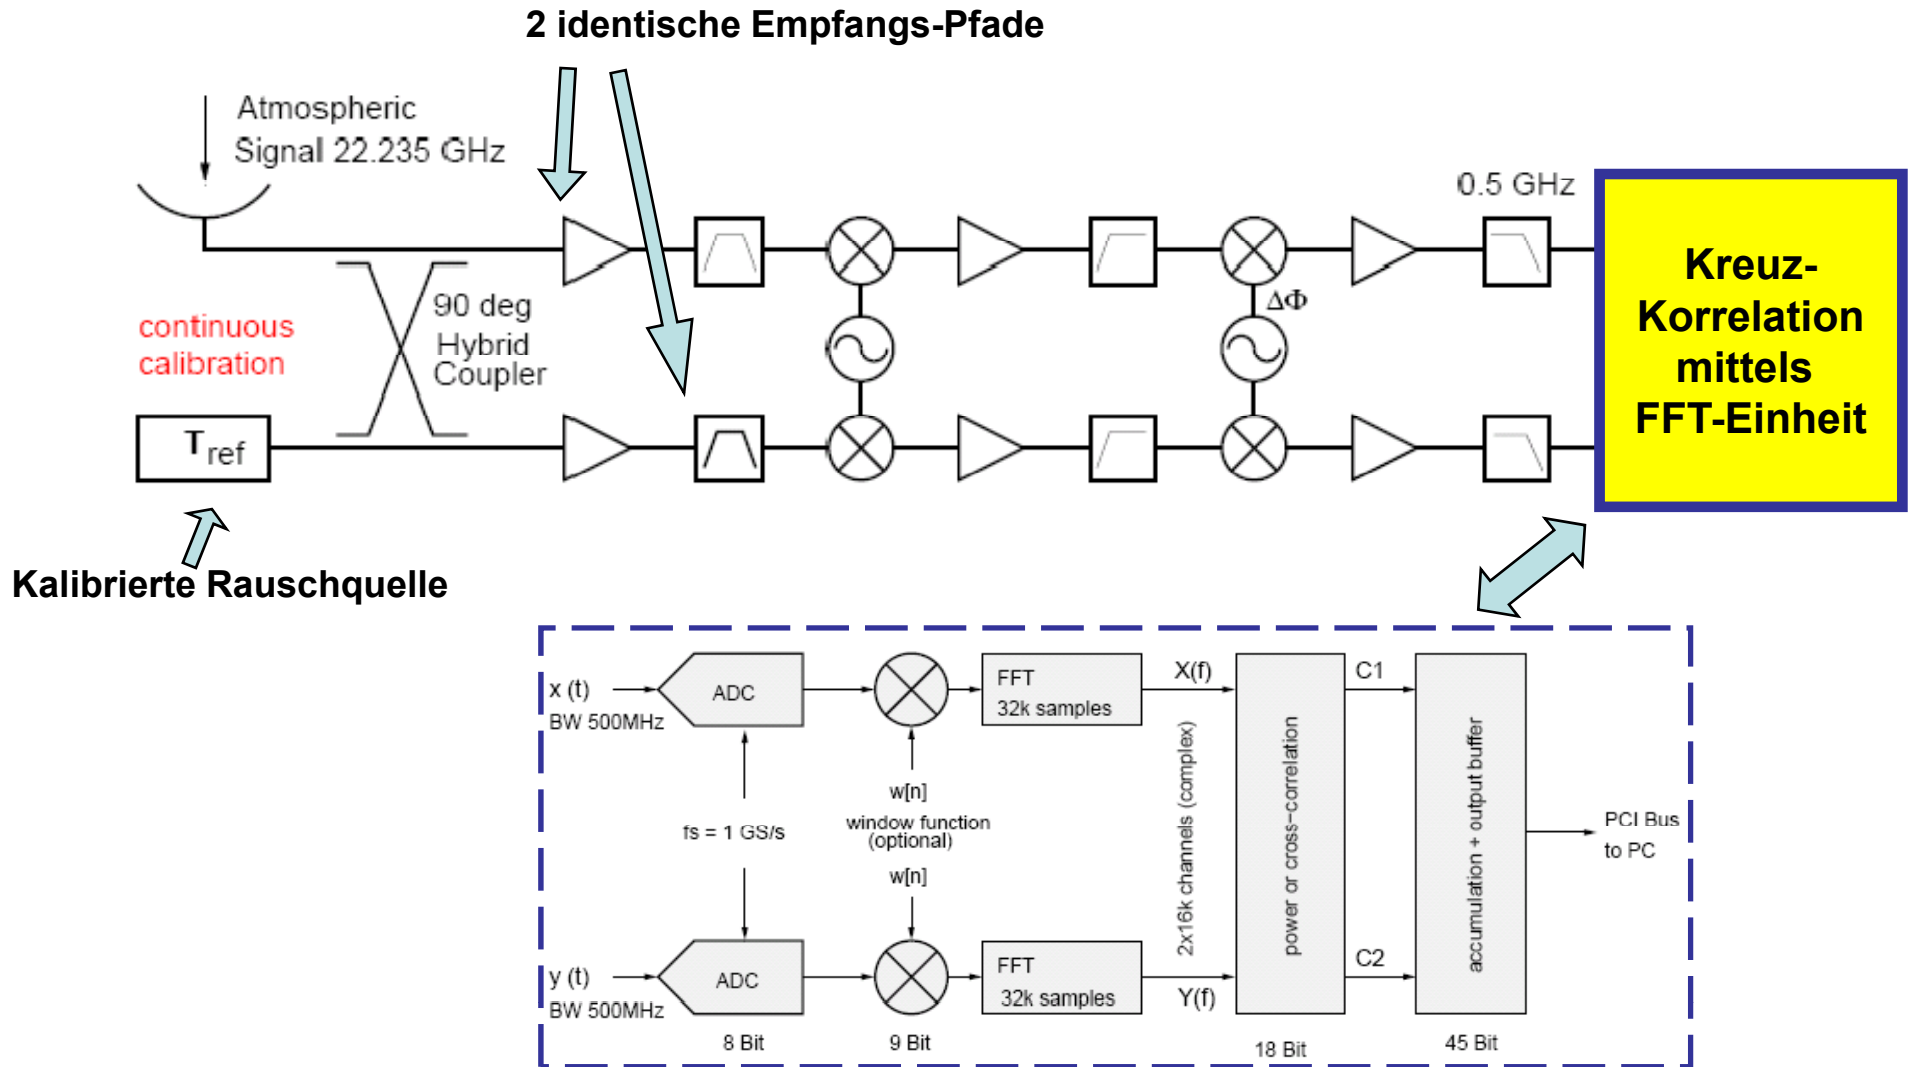 2 identische Empfangs-Pfade
Atmospheric
Signal 22.235 GHz
0.5 GHz
continuous
calibration
90 deg
Hybrid
Coupler
ΔΦ
Kreuz-
Korrelation
mittels
FFT-Einheit
Tref
Kalibrierte Rauschquelle
x (t)
BW 500MHz
ADC
FFT
32k samples
X(f)
C1
fs = 1 GS/s
w[n]
window function
(optional)
w[n]
2x16k channels (complex)
power or cross-correlation
accumulation + output buffer
PCI Bus
to PC
y (t)
BW 500MHz
ADC
FFT
32k samples
Y(f)
C2
8 Bit
9 Bit
18 Bit
45 Bit